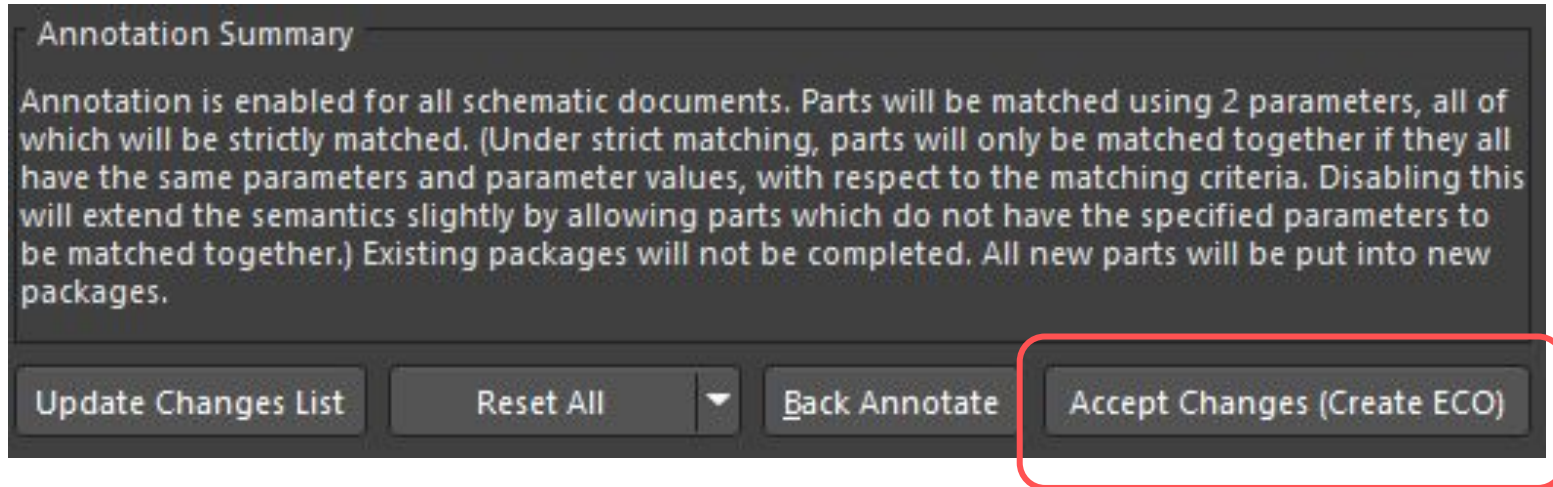 Annotation Summary
Annotation is enabled for all schematic documents. Parts will be matched using 2 parameters, all of
which will be strictly matched. (Under strict matching, parts will only be matched together if they all
have the same parameters and parameter values, with respect to the matching criteria. Disabling this
will extend the semantics slightly by allowing parts which do not have the specified parameters to
be matched together.) Existing packages will not be completed. All new parts will be put into new
packages.
Update Changes List
Reset All
Back Annotate
Accept Changes (Create ECO)